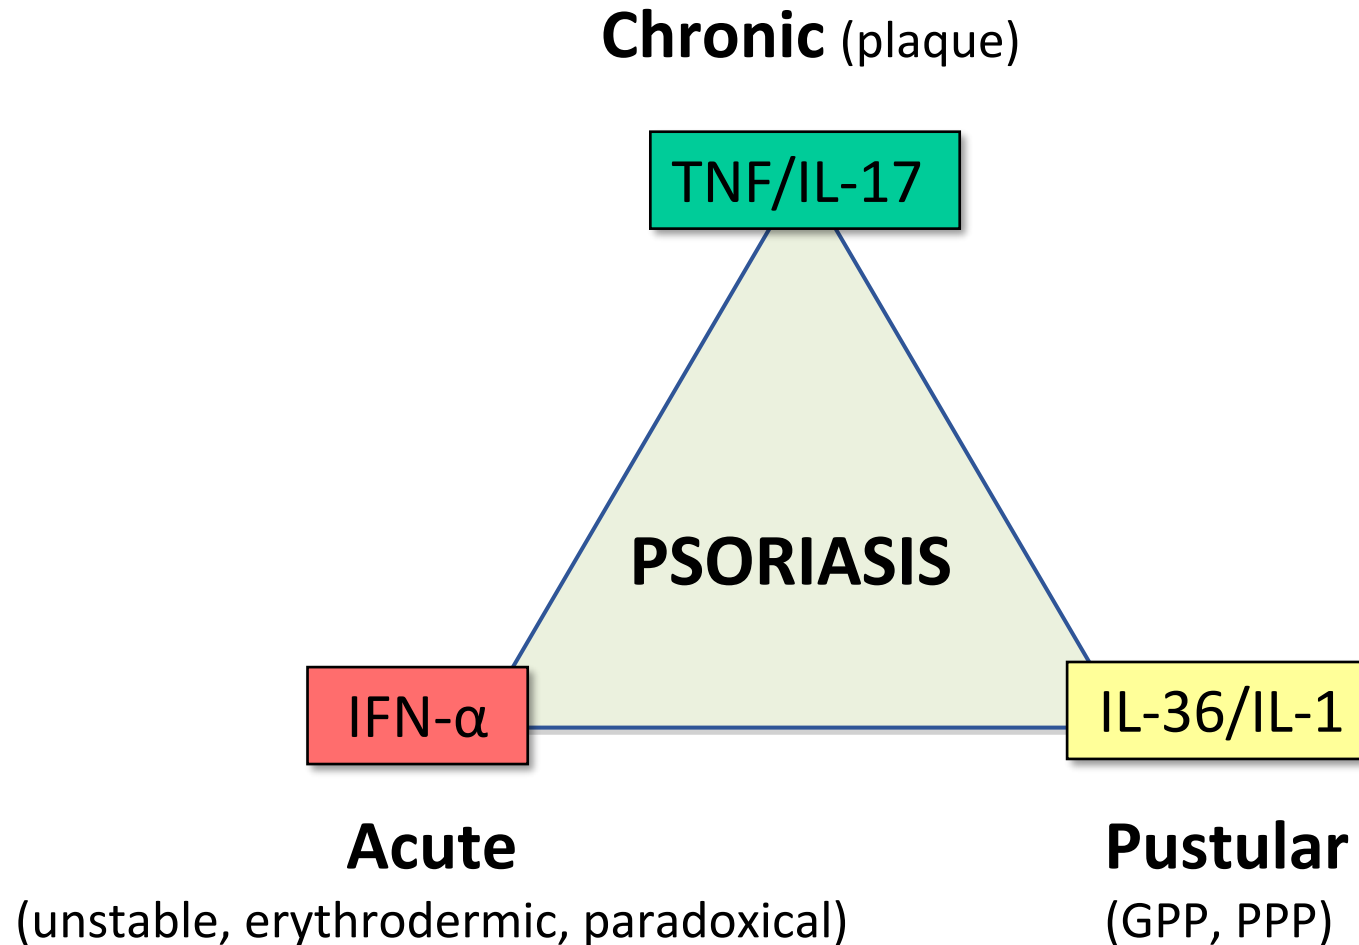 Chronic (plaque)
TNF/IL-17
PSORIASIS
IFN-α
IL-36/IL-1
Acute
(unstable, erythrodermic, paradoxical)
Pustular
(GPP, PPP)